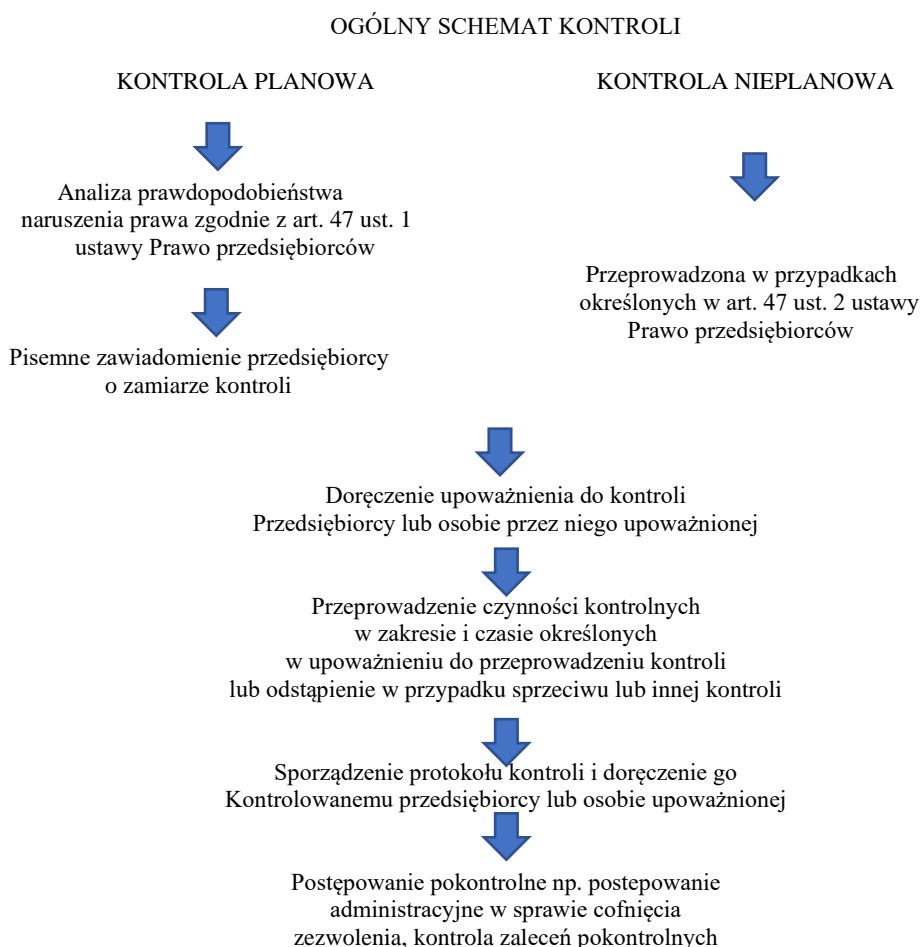 OGÓLNY SCHEMAT KONTROLI
KONTROLA PLANOWA
KONTROLA NIEPLANOWA
Analiza prawdopodobieństwa
naruszenia prawa zgodnie z art. 47 ust. 1
ustawy Prawo przedsiębiorców
Pisemne zawiadomienie przedsiębiorcy
o zamiarze kontroli
Przeprowadzona w przypadkach
określonych w art. 47 ust. 2 ustawy
Prawo przedsiębiorców
Doręczenie upoważnienia do kontroli
Przedsiębiorcy lub osobie przez niego upoważnionej
Przeprowadzenie czynności kontrolnych
w zakresie i czasie określonych
w upoważnieniu do przeprowadzeniu kontroli
lub odstąpienie w przypadku sprzeciwu lub innej kontroli
Sporządzenie protokołu kontroli i doręczenie go
Kontrolowanemu przedsiębiorcy lub osobie upoważnionej
Postępowanie pokontrolne np. postepowanie
administracyjne w sprawie cofnięcia
zezwolenia, kontrola zaleceń pokontrolnych